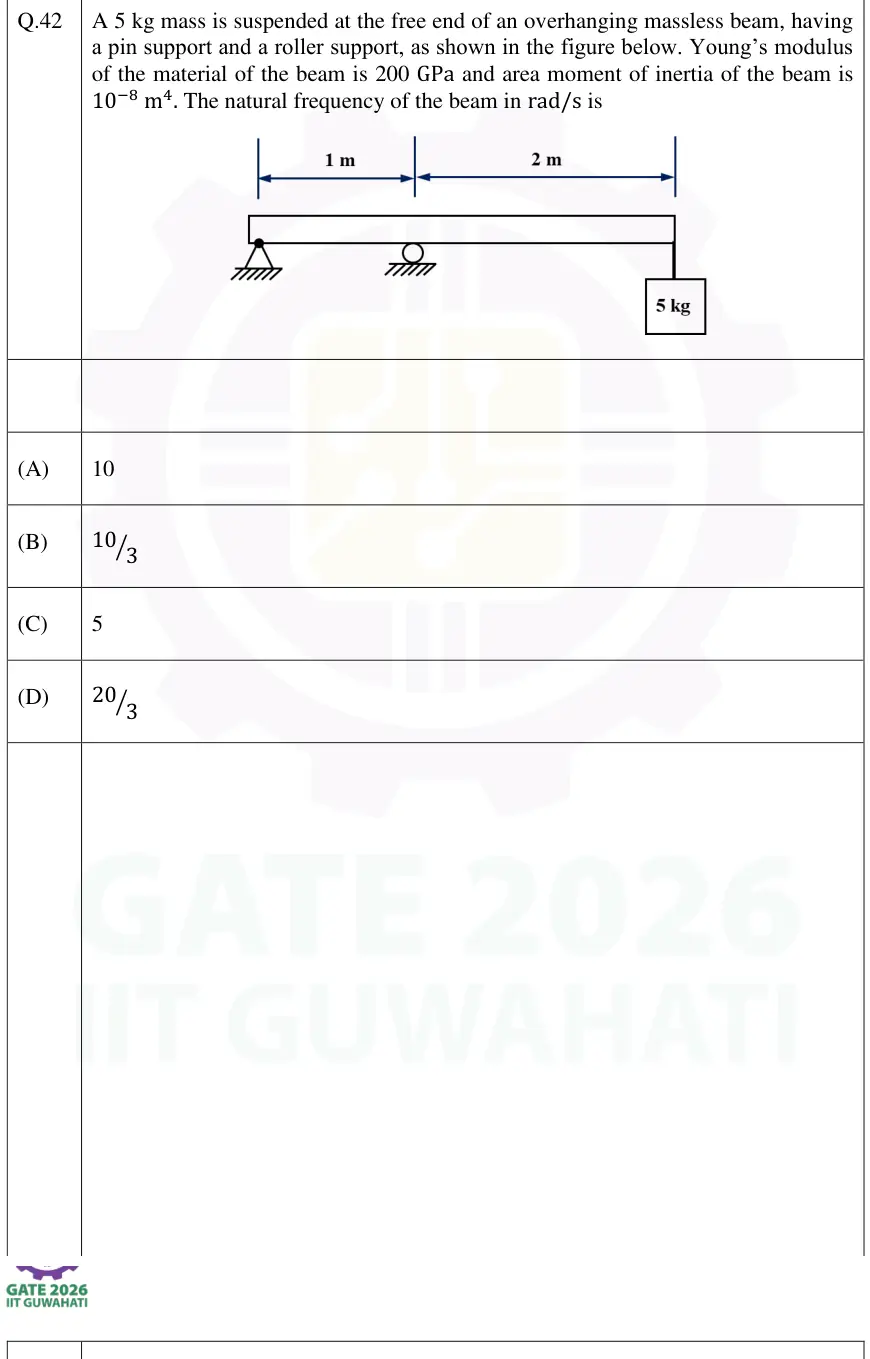 Q.42 A 5 kg mass is suspended at the free end of an overhanging massless beam, having
a pin support and a roller support, as shown in the figure below. Young’s modulus
of the material of the beam is 200 GPa and area moment of inertia of the beam is
10⁻⁸ m⁴. The natural frequency of the beam in rad/s is
1 m 2 m
5 kg
(A) 10
(B) 10/3
(C) 5
(D) 20/3
GATE 2026
IIT GUWAHATI
GATE 2026
IIT GUWAHATI